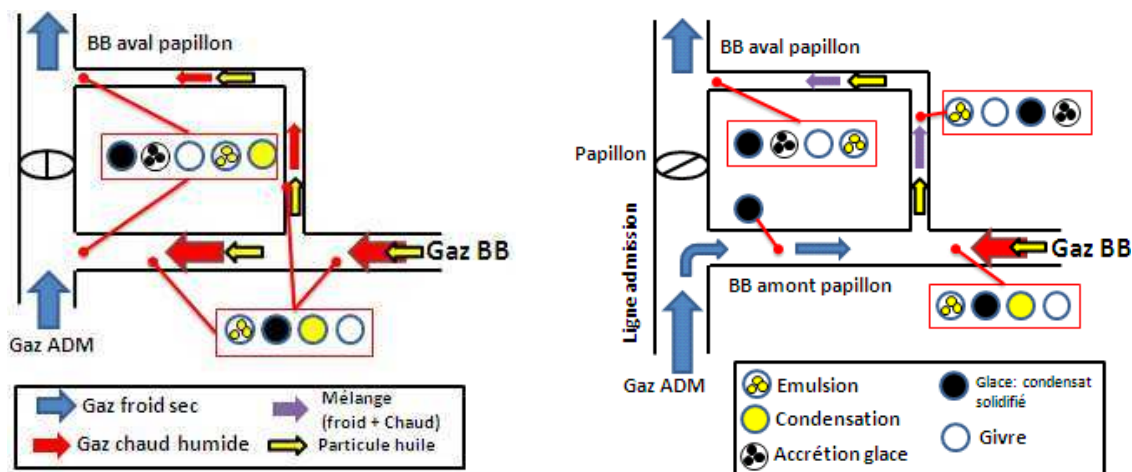 BB aval papillon
Gaz BB
Gaz ADM
Gaz froid sec
Gaz chaud humide
Mélange
(froid + Chaud)
Particule huile
BB aval papillon
Papillon
Ligne admission
Gaz BB
BB amont papillon
Gaz ADM
Emulsion
Condensation
Accrétion glace
Glace: condensat
solidifié
Givre